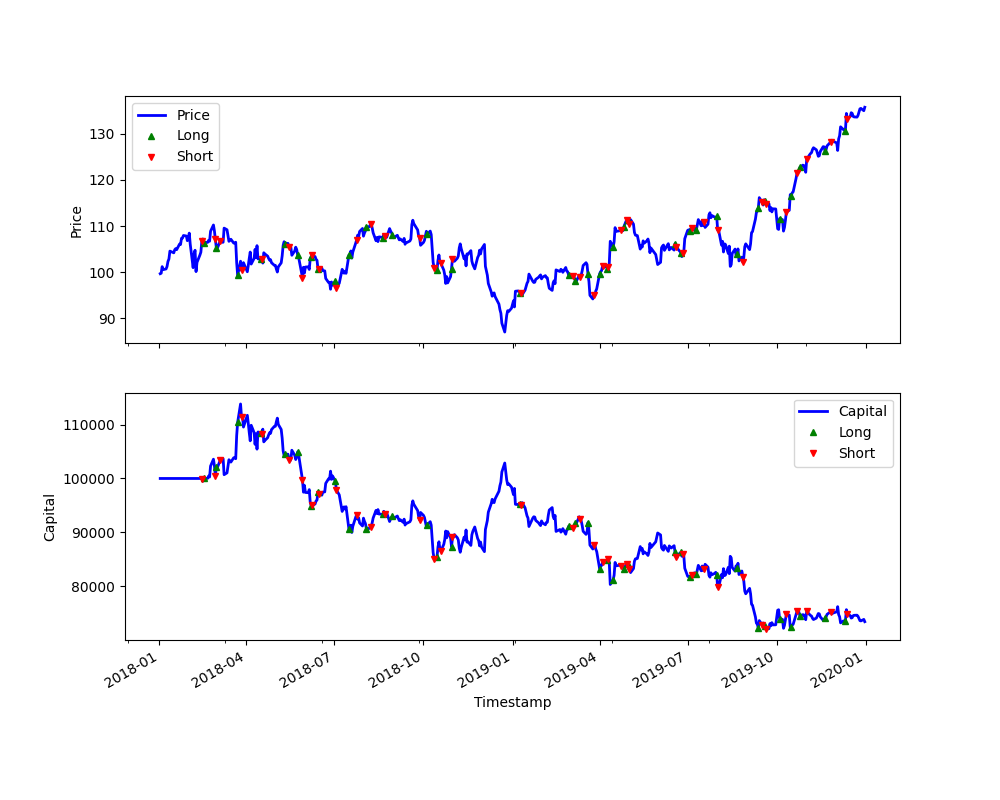 Price
Long
Short
130
120
110
100
90
Price
Capital
Long
Short
110000
100000
90000
80000
Capital
2018-01
2018-04
2018-07
2018-10
2019-01
2019-04
2019-07
2019-10
2020-01
Timestamp